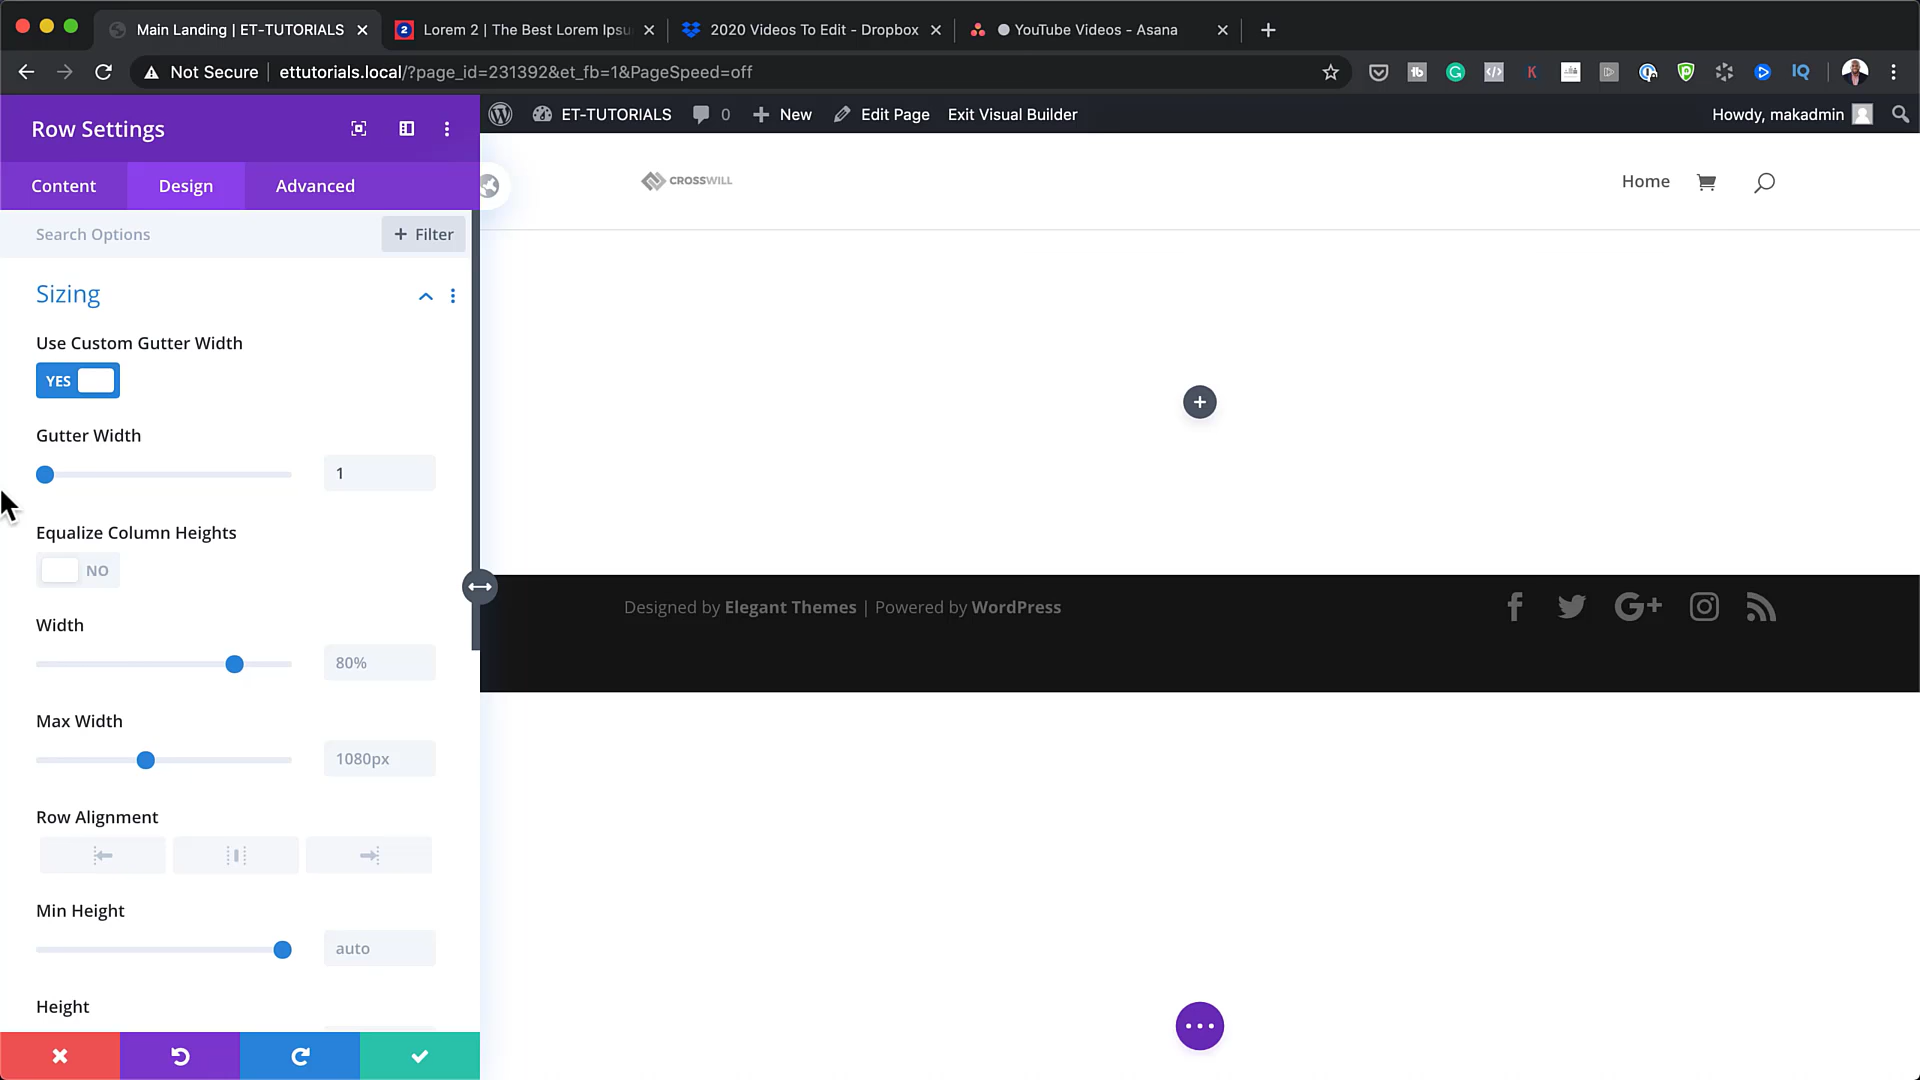 Main Landing | ET-TUTORIALS
2 Lorem 2 | The Best Lorem Ipsu
2020 Videos To Edit - Dropbox
YouTube Videos - Asana
Not Secure
ettutorials.local/?page_id=231392&et_fb=1&PageSpeed=off
IQ
Row Settings
ET-TUTORIALS
0
New
Edit Page
Exit Visual Builder
Howdy, makadmin
Content
Design
Advanced
CROSSWILL
Home
Search Options
+ Filter
Sizing
Use Custom Gutter Width
YES
Gutter Width
1
Equalize Column Heights
NO
Width
80%
Designed by Elegant Themes | Powered by WordPress
Max Width
1080px
Row Alignment
Min Height
auto
Height